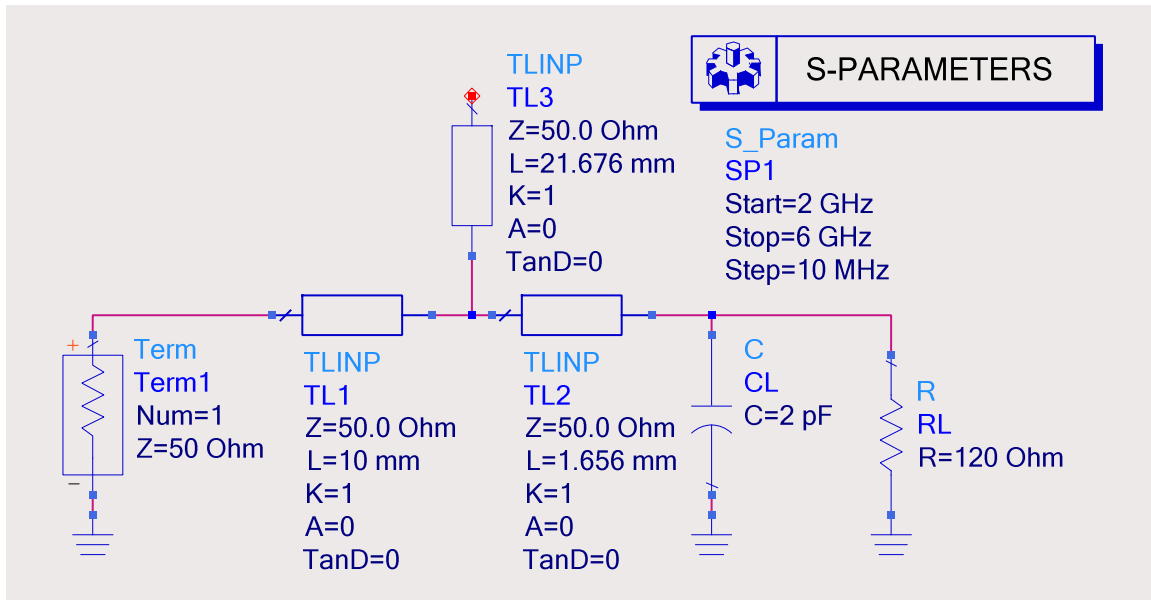 TLINP
TL3
Z=50.0 Ohm
L=21.676 mm
K=1
A=0
TanD=0
S-PARAMETERS
S_Param
SP1
Start=2 GHz
Stop=6 GHz
Step=10 MHz
+
Term
Term1
Num=1
Z=50 Ohm
−
TLINP
TL1
Z=50.0 Ohm
L=10 mm
K=1
A=0
TanD=0
TLINP
TL2
Z=50.0 Ohm
L=1.656 mm
K=1
A=0
TanD=0
C
CL
C=2 pF
R
RL
R=120 Ohm